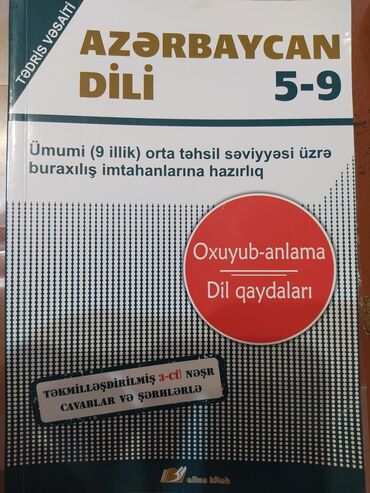 TƏDRİS VƏSAİTİ
AZƏRBAYCAN
DİLİ 5-9
Ümumi (9 illik) orta təhsil səviyyəsi üzrə
buraxılış imtahanlarına hazırlıq
Oxuyub-anlama
Dil qaydaları
TƏKMİLLƏŞDİRİLMİŞ 3-CÜ NƏŞR
CAVABLAR VƏ ŞƏRHLƏRLƏ